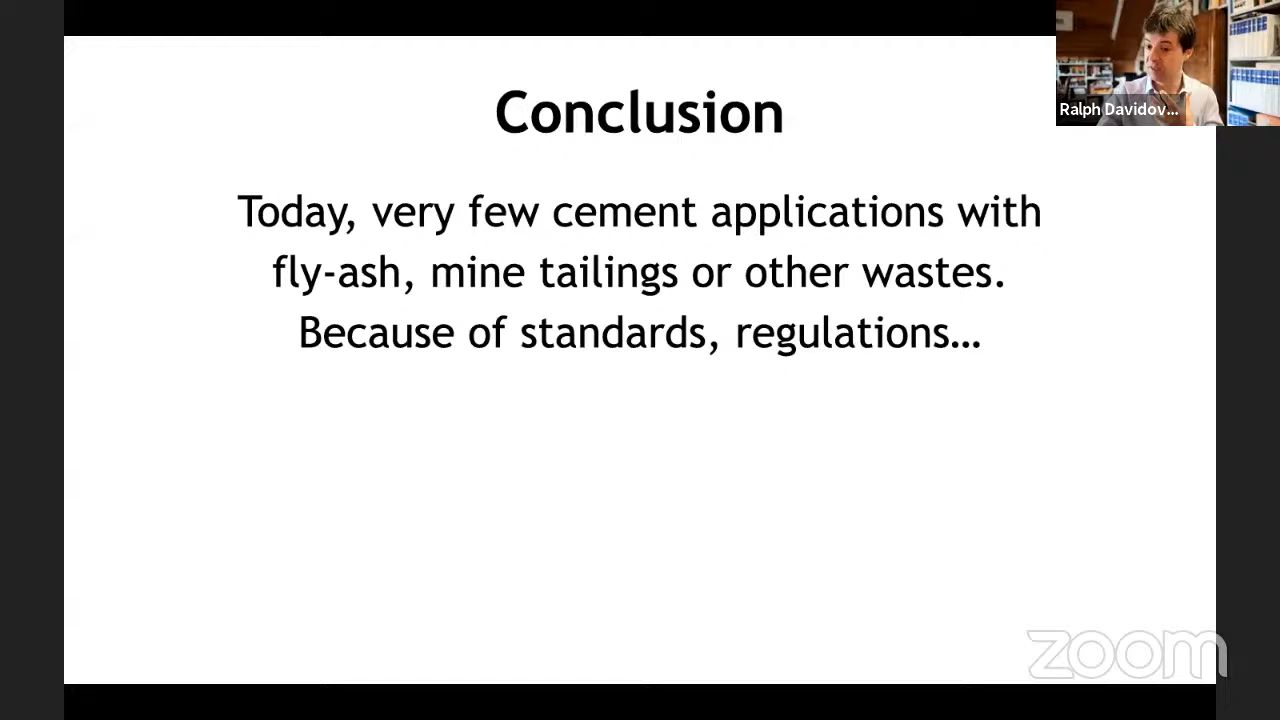 Conclusion
Today, very few cement applications with
fly-ash, mine tailings or other wastes.
Because of standards, regulations…
Ralph Davidov...
zoom